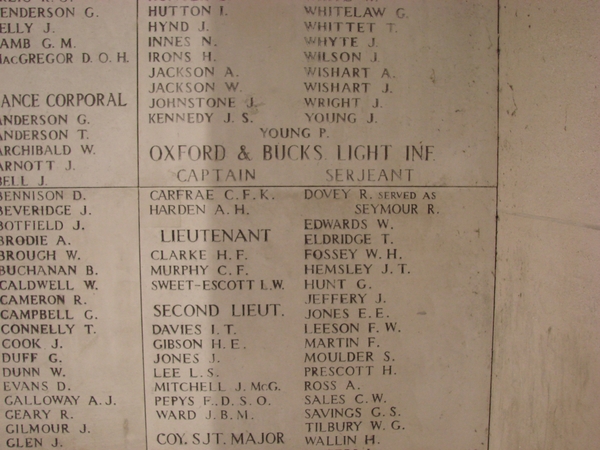 ENDERSON G.
ELLY J.
AMB G. M.
MACGREGOR D. O. H.
ANCE CORPORAL
ANDERSON G.
ANDERSON T.
ARCHIBALD W.
ARNOTT J.
BELL J.
BENNISON D.
BEVERIDGE J.
BOTFIELD J.
BRODIE A.
BROUGH W.
BUCHANAN B.
CALDWELL W.
CAMERON R.
CAMPBELL G.
CONNELLY T.
COOK J.
DUFF G.
DUNN W.
EVANS D.
GALLOWAY A. J.
GEARY R.
GILMOUR J.
GLEN J.
HUTTON I.
HYND J.
INNES N.
IRONS H.
JACKSON A.
JACKSON W.
JOHNSTONE J.
KENNEDY J. S.
WHITELAW G.
WHITTET T.
WHYTE J.
WILSON J.
WISHART A.
WISHART J.
WRIGHT J.
YOUNG J.
YOUNG P.
OXFORD & BUCKS. LIGHT INF.
CAPTAIN
CARFRAE C. F. K.
HARDEN A. H.
LIEUTENANT
CLARKE H. F.
MURPHY C. F.
SWEET-ESCOTT L. W.
SECOND LIEUT.
DAVIES I. T.
GIBSON H. E.
JONES J.
LEE L. S.
MITCHELL J. McG.
PEPYS F., D. S. O.
WARD J. B. M.
COY. SJT. MAJOR
SERJEANT
DOVEY R. SERVED AS
SEYMOUR R.
EDWARDS W.
ELDRIDGE T.
FOSSEY W. H.
HEMSLEY J. T.
HUNT G.
JEFFERY J.
JONES E. E.
LEESON F. W.
MARTIN F.
MOULDER S.
PRESCOTT H.
ROSS A.
SALES C. W.
SAVINGS G. S.
TILBURY W. G.
WALLIN H.